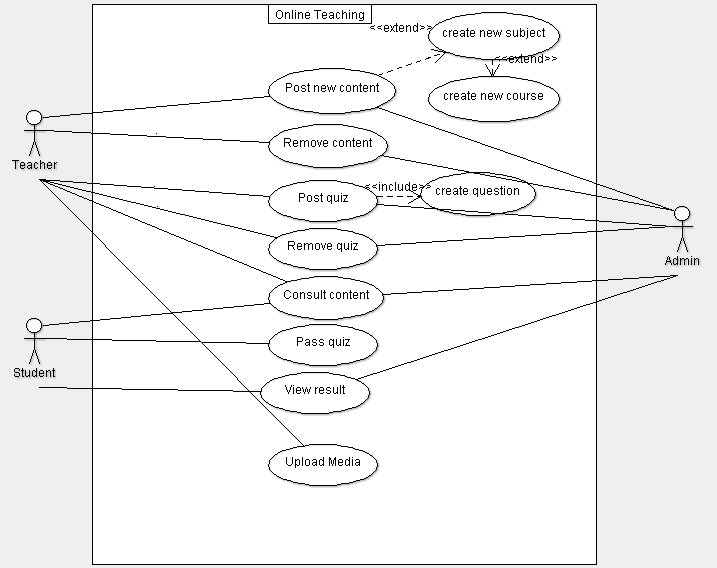 Online Teaching
<<extend>>
create new subject
<<extend>>
Post new content
create new course
Remove content
Teacher
<<include>>
create question
Post quiz
Remove quiz
Admin
Consult content
Pass quiz
Student
View result
Upload Media